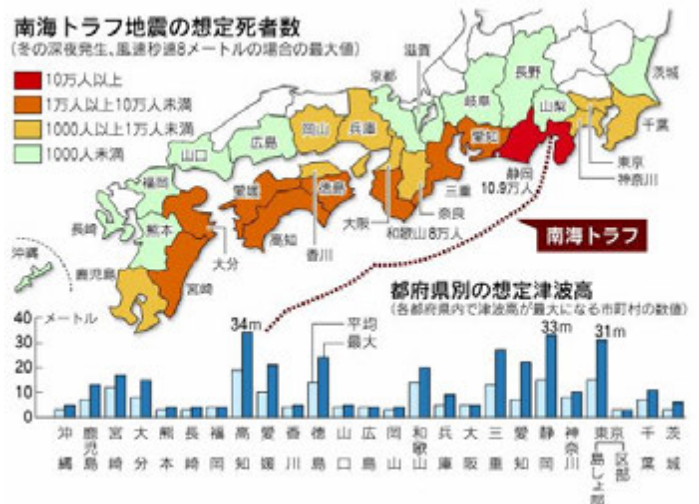 南海トラフ地震の想定死者数
(冬の深夜発生、風速秒速8メートルの場合の最大値)
10万人以上
1万人以上10万人未満
1000人以上1万人未満
1000人未満
滋賀
京都
長野
茨城
岐阜
山梨
岡山
兵庫
愛知
千葉
広島
山口
東京
神奈川
静岡
10.9万人
福岡
愛媛
徳島
三重
奈良
大阪
和歌山8万人
長崎
熊本
高知
香川
大分
南海トラフ
沖縄
鹿児島
宮崎
都府県別の想定津波高
(各都府県内で津波高が最大になる市町村の数値)
40
メートル
30
20
10
0
34m
平均
最大
33m
31m
沖縄
鹿児島
宮崎
大分
熊本
長崎
福岡
高知
愛媛
香川
徳島
山口
広島
岡山
和歌山
兵庫
大阪
三重
愛知
静岡
神奈川
東京
島しょ部
区部
千葉
茨城